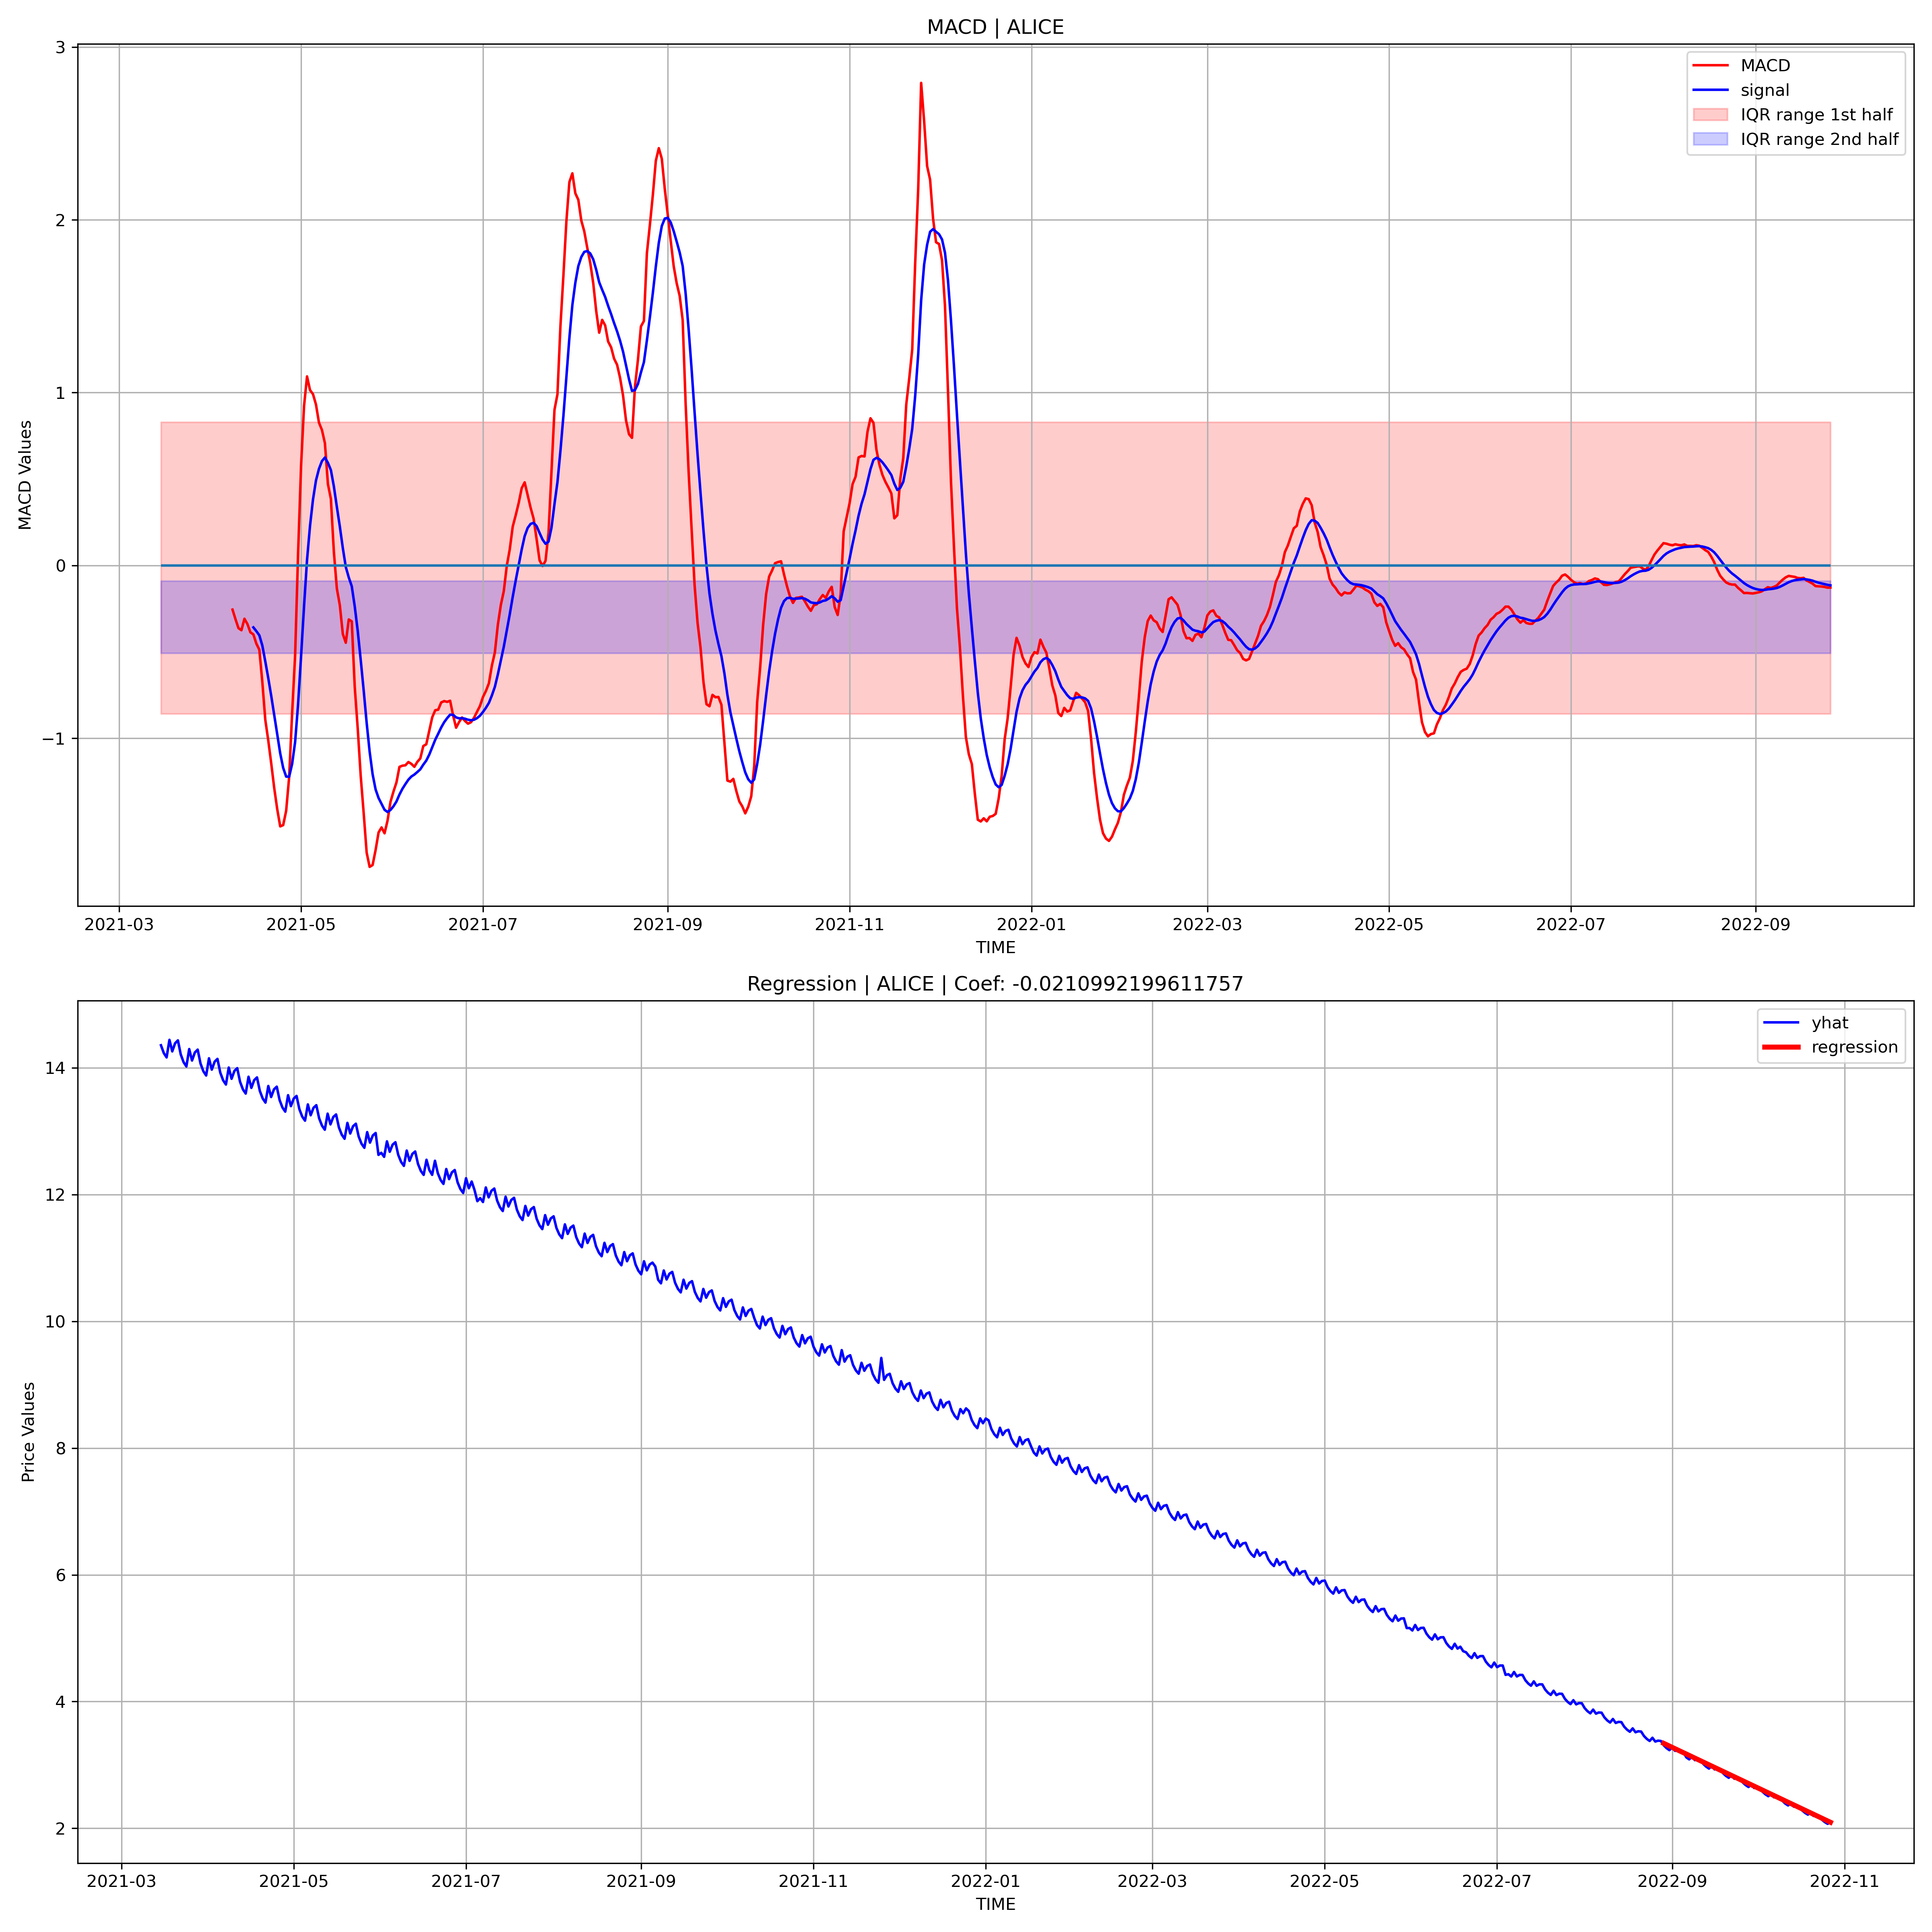 MACD | ALICE
3
2
1
0
−1
MACD Values
MACD
signal
IQR range 1st half
IQR range 2nd half
2021-03 2021-05 2021-07 2021-09 2021-11 2022-01 2022-03 2022-05 2022-07 2022-09
TIME
Regression | ALICE | Coef: -0.0210992199611757
14
12
10
8
6
4
2
Price Values
yhat
regression
2021-03 2021-05 2021-07 2021-09 2021-11 2022-01 2022-03 2022-05 2022-07 2022-09 2022-11
TIME